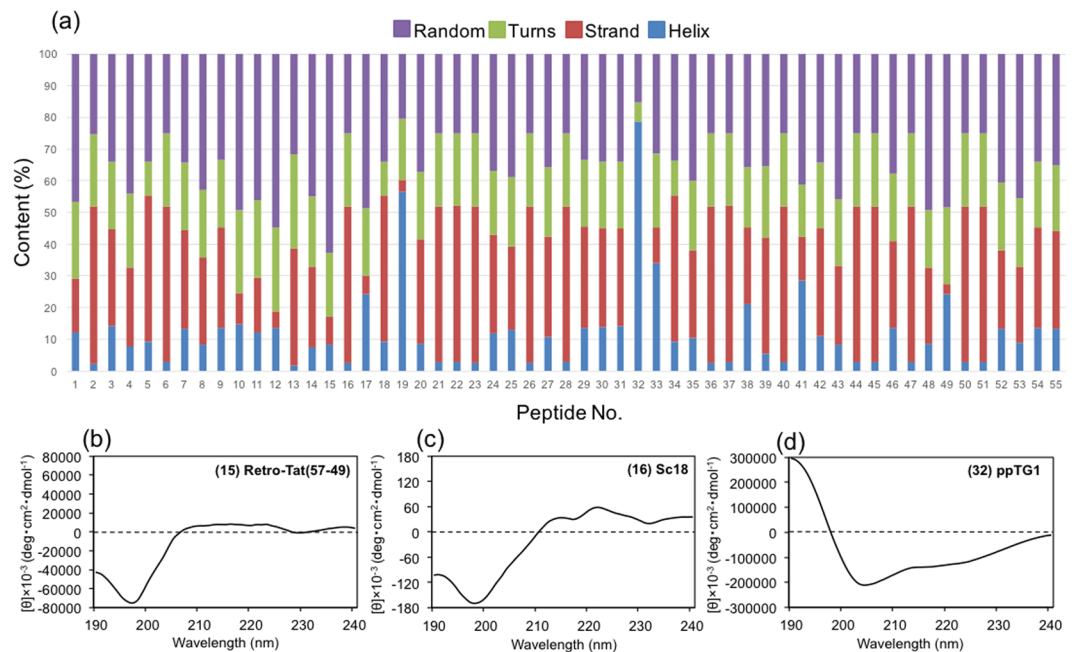 (a)
Random Turns Strand Helix
Content (%)
100
90
80
70
60
50
40
30
20
10
0
1 2 3 4 5 6 7 8 9 10 11 12 13 14 15 16 17 18 19 20 21 22 23 24 25 26 27 28 29 30 31 32 33 34 35 36 37 38 39 40 41 42 43 44 45 46 47 48 49 50 51 52 53 54 55
Peptide No.
(b)
(15) Retro-Tat(57-49)
[θ]×10⁻³ (deg・cm²・dmol⁻¹)
80000
60000
40000
20000
0
-20000
-40000
-60000
-80000
190 200 210 220 230 240
Wavelength (nm)
(c)
(16) Sc18
[θ]×10⁻³ (deg・cm²・dmol⁻¹)
180
120
60
0
-60
-120
-180
190 200 210 220 230 240
Wavelength (nm)
(d)
(32) ppTG1
[θ]×10⁻³ (deg・cm²・dmol⁻¹)
300000
200000
100000
0
-100000
-200000
-300000
190 200 210 220 230 240
Wavelength (nm)